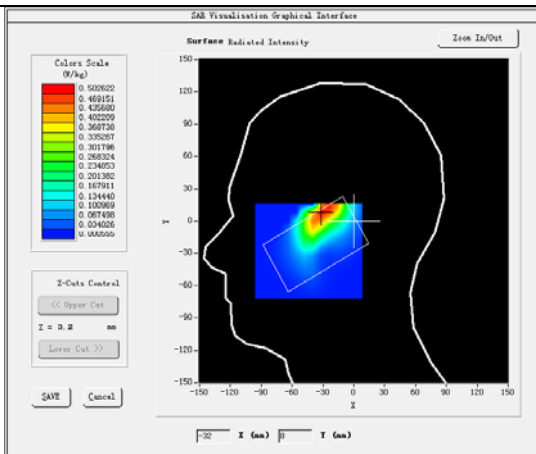 SAR Visualisation Graphical Interface
Surface Radiated Intensity
Zoom In/Out
Colors Scale
(W/kg)
0.502622
0.469151
0.435680
0.402209
0.368738
0.335267
0.301796
0.268324
0.234853
0.201382
0.167911
0.134440
0.100969
0.067498
0.034026
0.000555
Z-Cuts Control
<< Upper Cut
Z = 3.2 mm
Lower Cut >>
SAVE
Cancel
150
120
90
60
30
0
-30
-60
-90
-120
-150
Y
-150 -120 -90 -60 -30 0 30 60 90 120 150
X
-32 X (mm) 8 Y (mm)